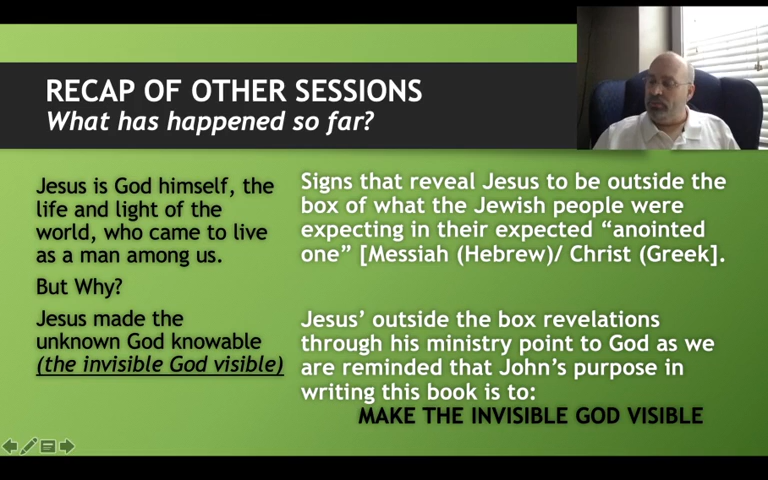 RECAP OF OTHER SESSIONS
What has happened so far?
Jesus is God himself, the
life and light of the
world, who came to live
as a man among us.
But Why?
Jesus made the
unknown God knowable
(the invisible God visible)
Signs that reveal Jesus to be outside the
box of what the Jewish people were
expecting in their expected “anointed
one” [Messiah (Hebrew)/ Christ (Greek].
Jesus’ outside the box revelations
through his ministry point to God as we
are reminded that John’s purpose in
writing this book is to:
MAKE THE INVISIBLE GOD VISIBLE